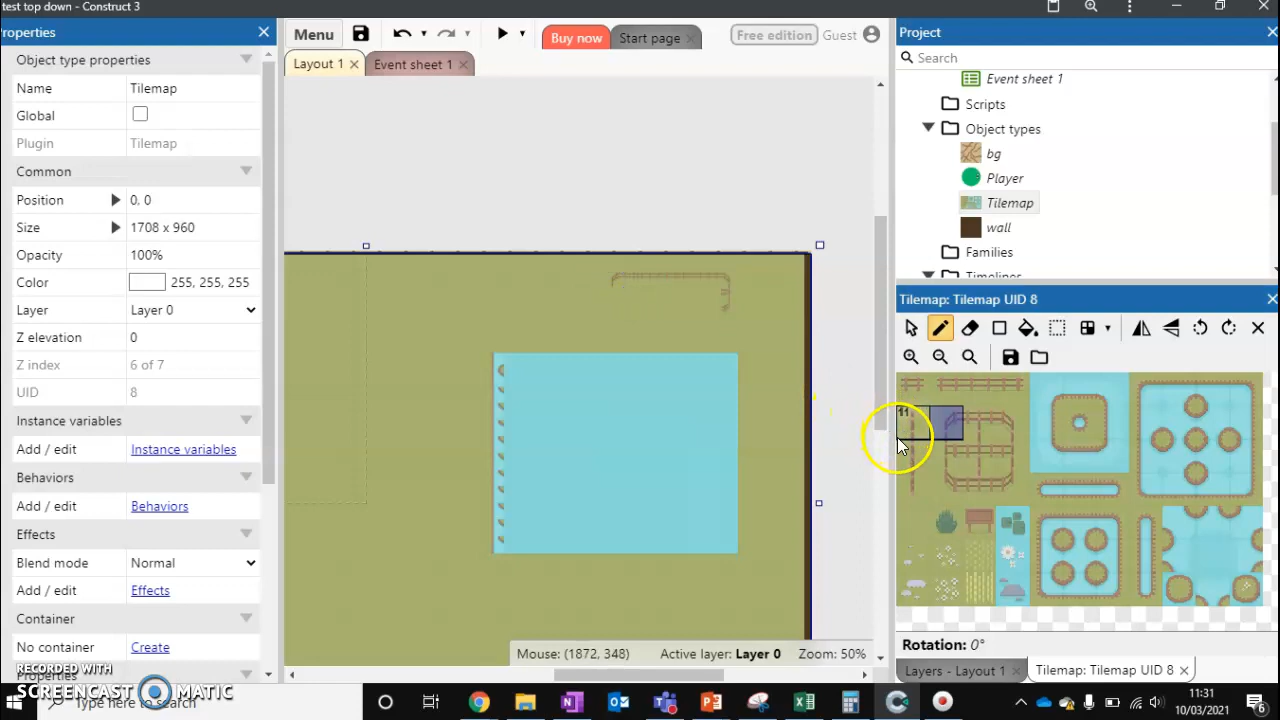 test top down - Construct 3
Properties
Object type properties
Name Tilemap
Global
Plugin Tilemap
Common
Position 0, 0
Size 1708 x 960
Opacity 100%
Color 255, 255, 255
Layer Layer 0
Z elevation 0
Z index 6 of 7
UID 8
Instance variables
Add / edit Instance variables
Behaviors
Add / edit Behaviors
Effects
Blend mode Normal
Add / edit Effects
Container
No container Create
Properties
RECORDED WITH
SCREENCAST MATIC
Type here to search
Menu
Buy now
Start page
Free edition
Guest
Layout 1
Event sheet 1
Mouse: (1872, 348) Active layer: Layer 0 Zoom: 50%
Project
Search
Event sheet 1
Scripts
Object types
bg
Player
Tilemap
wall
Families
Timelines
Tilemap: Tilemap UID 8
11
Rotation: 0°
Layers - Layout 1
Tilemap: Tilemap UID 8
11:31
10/03/2021